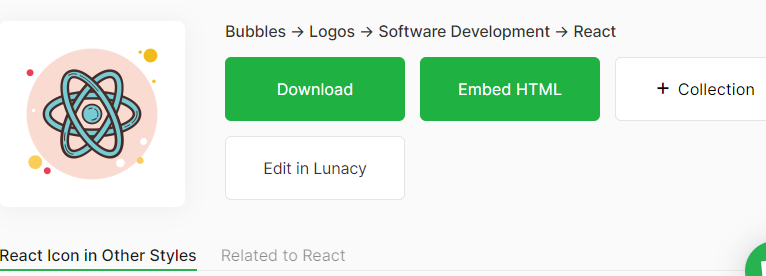 Bubbles → Logos → Software Development → React
Download
Embed HTML
+ Collection
Edit in Lunacy
React Icon in Other Styles
Related to React